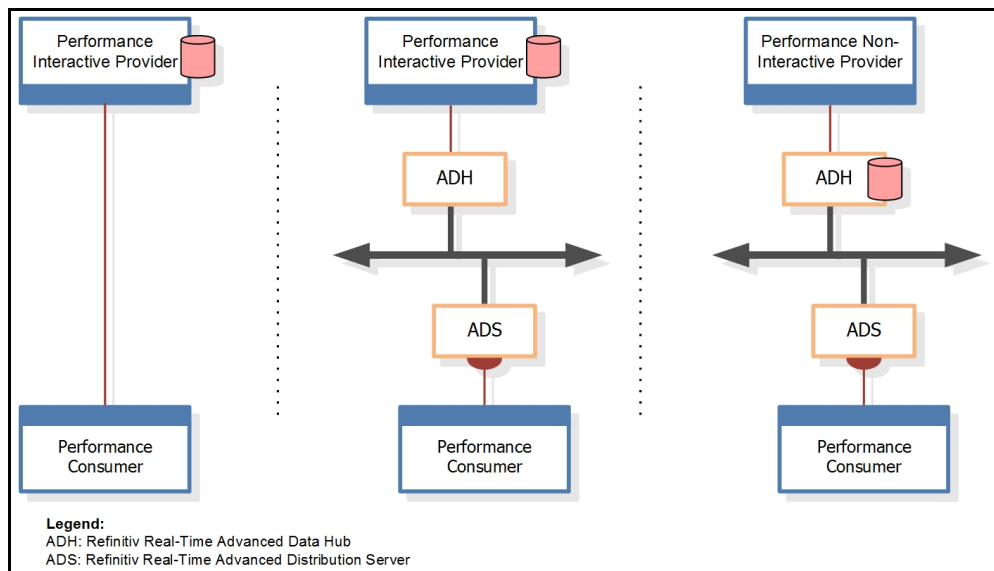 Performance
Interactive Provider
Performance
Interactive Provider
Performance Non-
Interactive Provider
ADH
ADH
ADS
ADS
Performance
Consumer
Performance
Consumer
Performance
Consumer
Legend:
ADH: Refinitiv Real-Time Advanced Data Hub
ADS: Refinitiv Real-Time Advanced Distribution Server